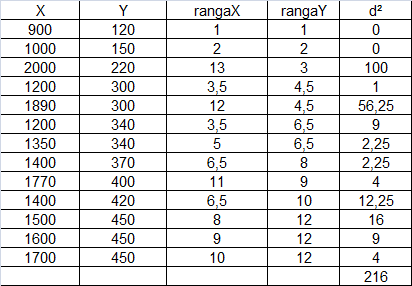 X Y rangaX rangaY d²
900 120 1 1 0
1000 150 2 2 0
2000 220 13 3 100
1200 300 3,5 4,5 1
1890 300 12 4,5 56,25
1200 340 3,5 6,5 9
1350 340 5 6,5 2,25
1400 370 6,5 8 2,25
1770 400 11 9 4
1400 420 6,5 10 12,25
1500 450 8 12 16
1600 450 9 12 9
1700 450 10 12 4
216